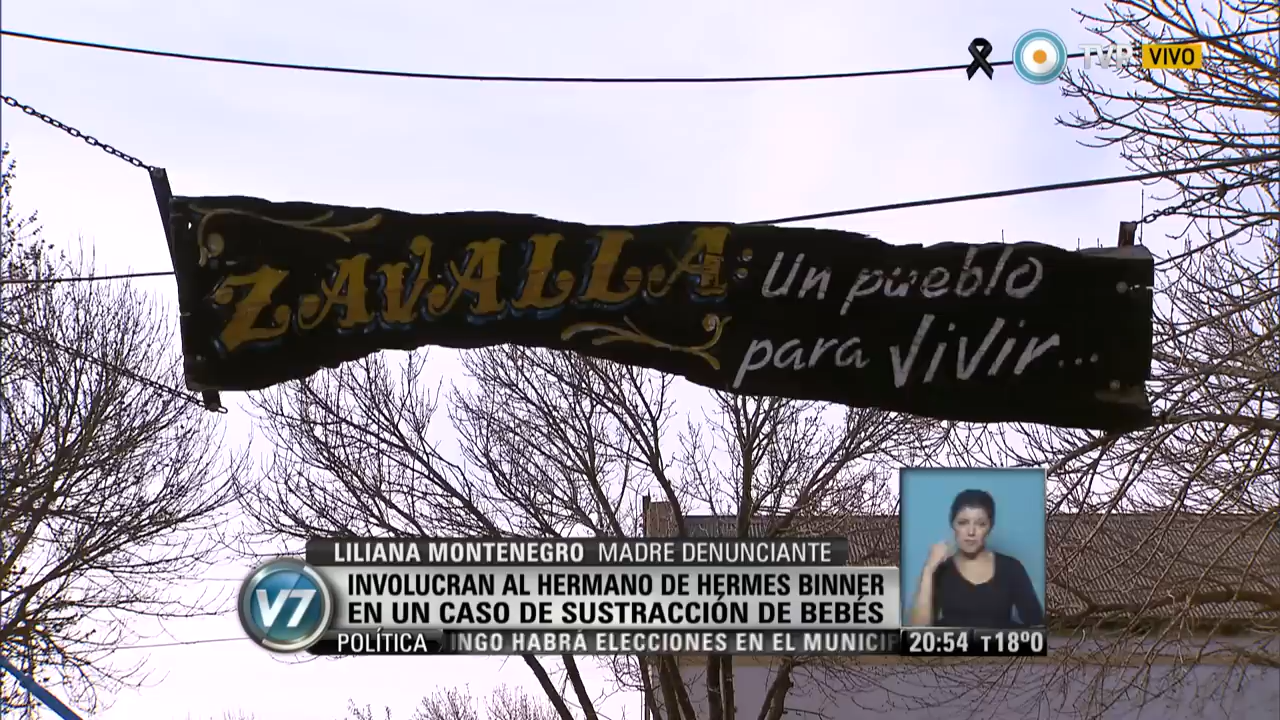 TVP VIVO
ZAVALLA: Un pueblo
para vivir...
LILIANA MONTENEGRO MADRE DENUNCIANTE
V7
INVOLUCRAN AL HERMANO DE HERMES BINNER
EN UN CASO DE SUSTRACCIÓN DE BEBÉS
POLÍTICA INGO HABRÁ ELECCIONES EN EL MUNICIP 20:54 T18º0